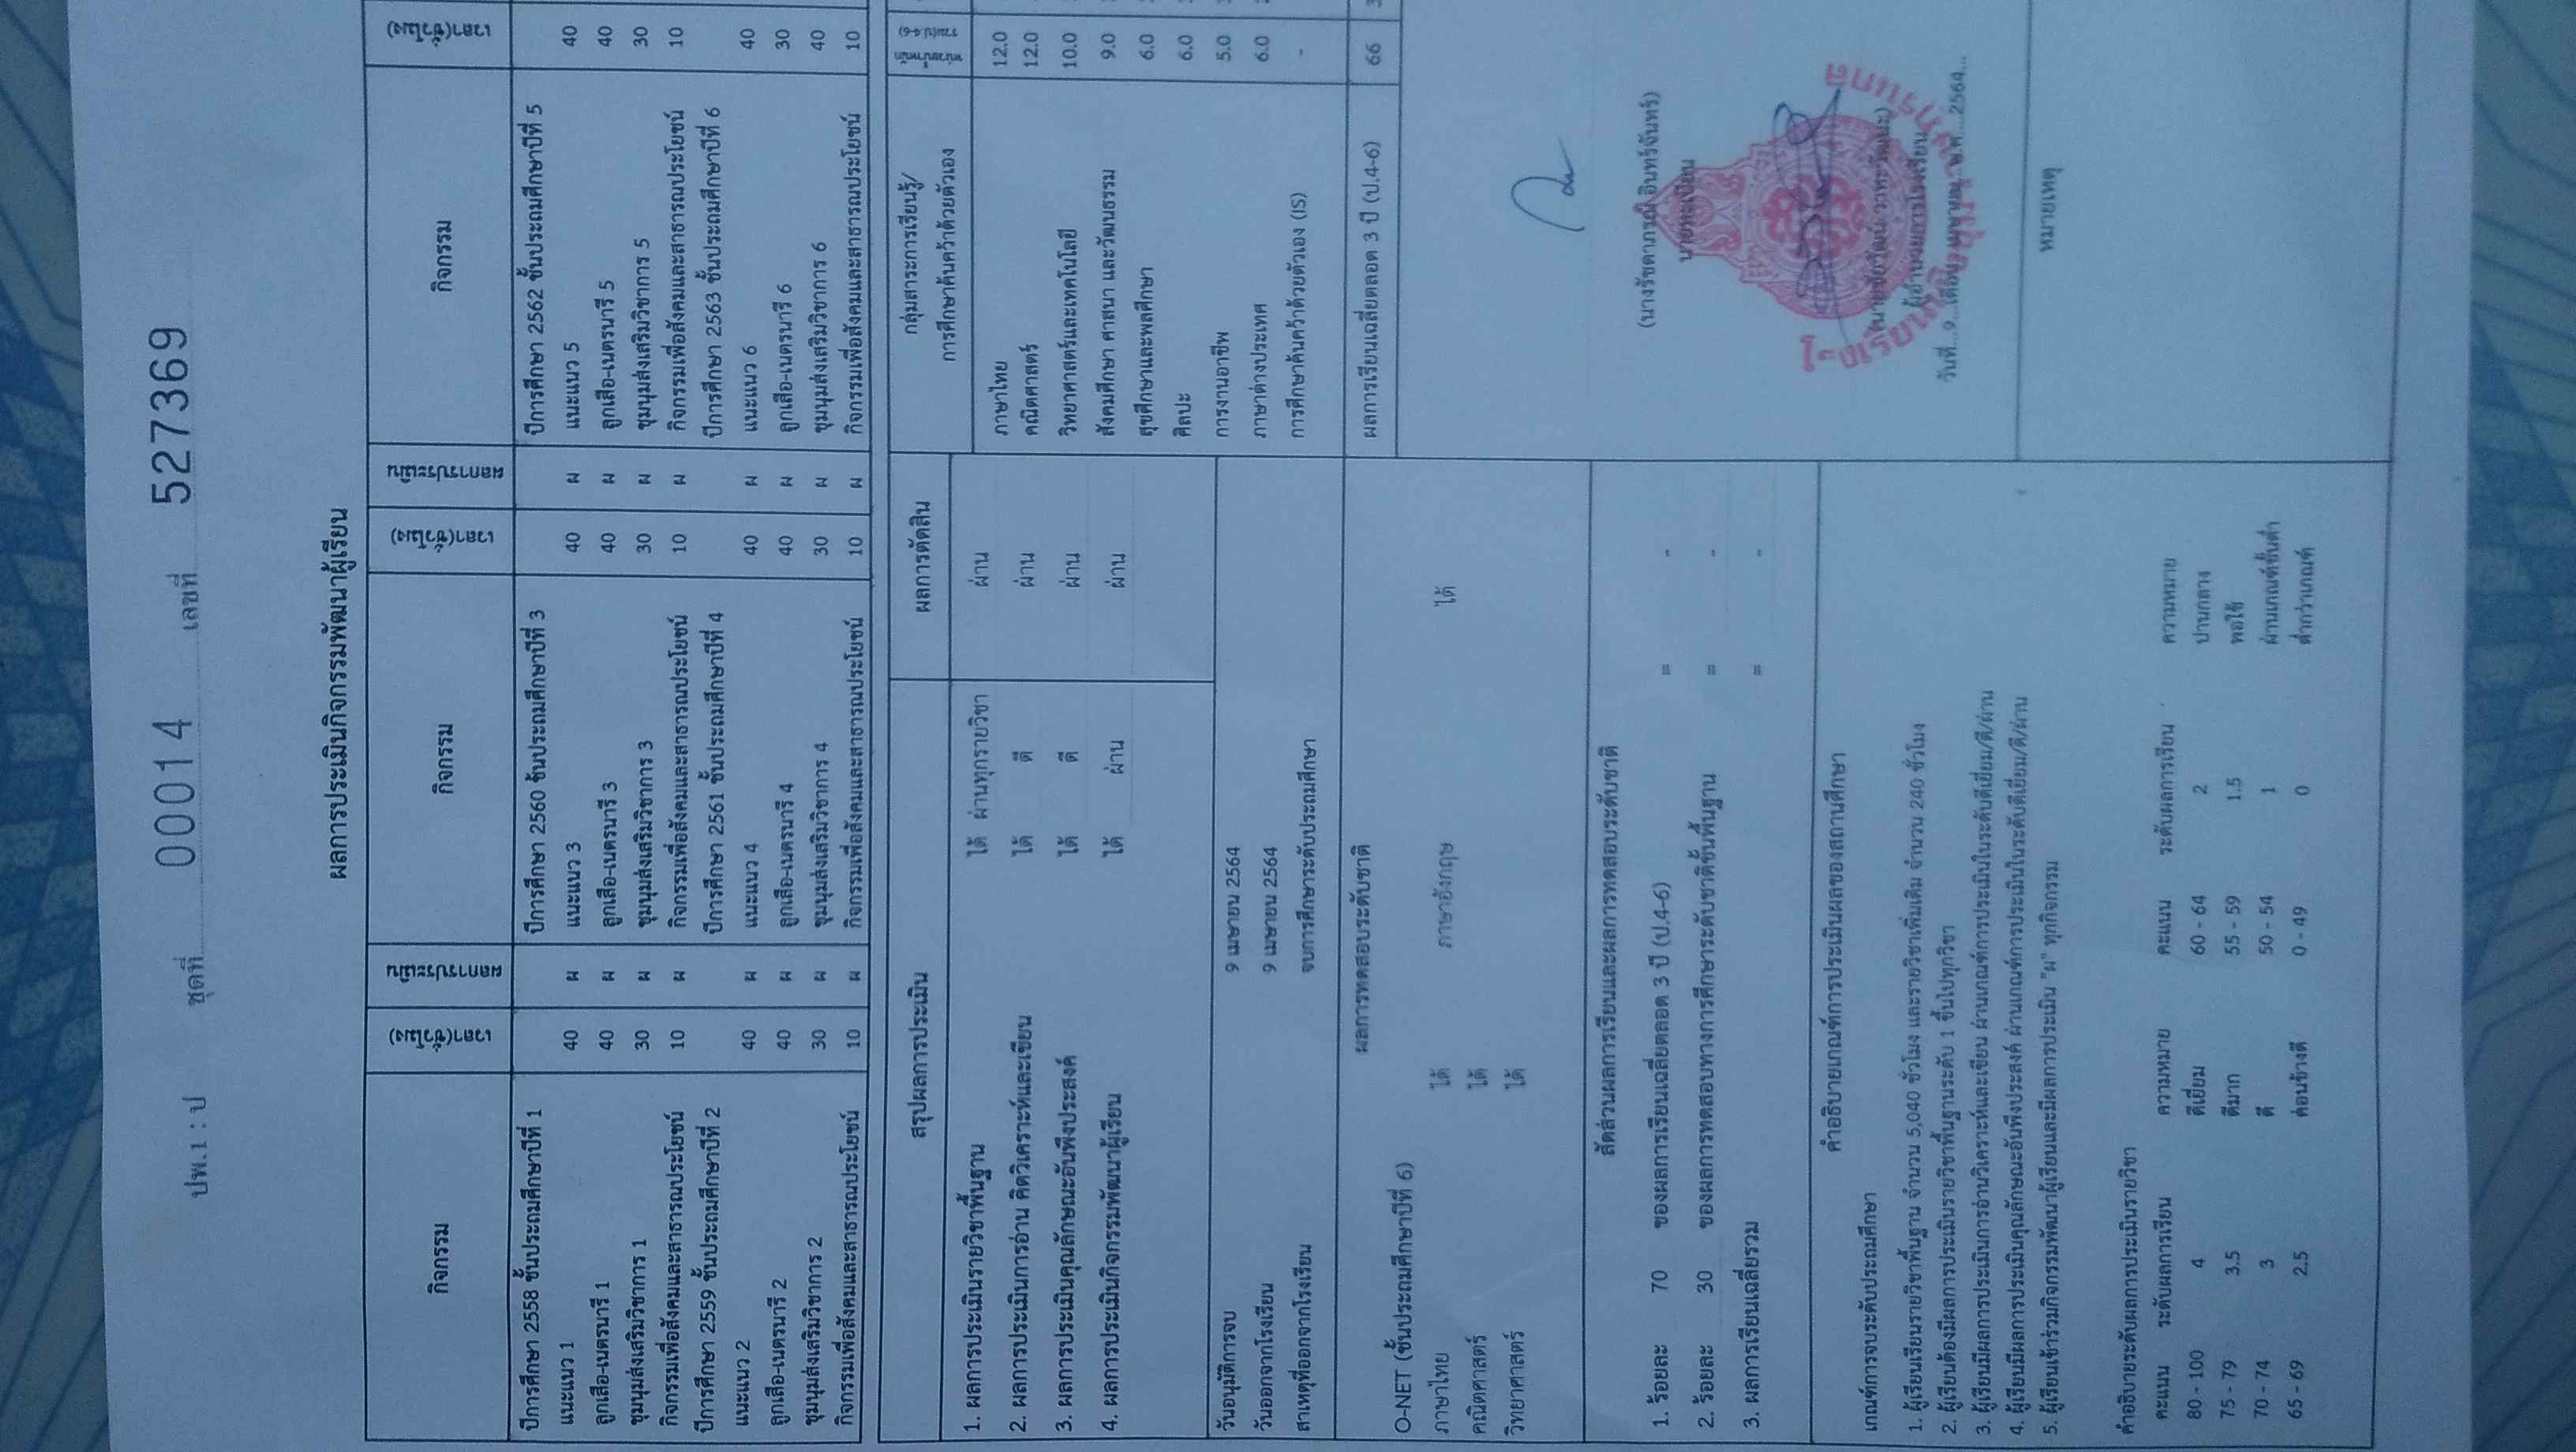 ปพ.1 : ป ชุดที่ 00014 เลขที่ 527369
ผลการประเมินกิจกรรมพัฒนาผู้เรียน
กิจกรรม เวลา(ชั่วโมง) ผลการประเมิน กิจกรรม เวลา(ชั่วโมง) ผลการประเมิน กิจกรรม เวลา(ชั่วโมง)
ปีการศึกษา 2558 ชั้นประถมศึกษาปีที่ 1 ปีการศึกษา 2560 ชั้นประถมศึกษาปีที่ 3 ปีการศึกษา 2562 ชั้นประถมศึกษาปีที่ 5
แนะแนว 1 40 ผ แนะแนว 3 40 ผ แนะแนว 5 40
ลูกเสือ-เนตรนารี 1 40 ผ ลูกเสือ-เนตรนารี 3 40 ผ ลูกเสือ-เนตรนารี 5 40
ชุมนุมส่งเสริมวิชาการ 1 30 ผ ชุมนุมส่งเสริมวิชาการ 3 30 ผ ชุมนุมส่งเสริมวิชาการ 5 30
กิจกรรมเพื่อสังคมและสาธารณประโยชน์ 10 ผ กิจกรรมเพื่อสังคมและสาธารณประโยชน์ 10 ผ กิจกรรมเพื่อสังคมและสาธารณประโยชน์ 10
ปีการศึกษา 2559 ชั้นประถมศึกษาปีที่ 2 ปีการศึกษา 2561 ชั้นประถมศึกษาปีที่ 4 ปีการศึกษา 2563 ชั้นประถมศึกษาปีที่ 6
แนะแนว 2 40 ผ แนะแนว 4 40 ผ แนะแนว 6 40
ลูกเสือ-เนตรนารี 2 40 ผ ลูกเสือ-เนตรนารี 4 40 ผ ลูกเสือ-เนตรนารี 6 30
ชุมนุมส่งเสริมวิชาการ 2 30 ผ ชุมนุมส่งเสริมวิชาการ 4 30 ผ ชุมนุมส่งเสริมวิชาการ 6 40
กิจกรรมเพื่อสังคมและสาธารณประโยชน์ 10 ผ กิจกรรมเพื่อสังคมและสาธารณประโยชน์ 10 ผ กิจกรรมเพื่อสังคมและสาธารณประโยชน์ 10
สรุปผลการประเมิน ผลการตัดสิน
1. ผลการประเมินรายวิชาพื้นฐาน ได้ ผ่านทุกรายวิชา ผ่าน
2. ผลการประเมินการอ่าน คิดวิเคราะห์และเขียน ได้ ดี ผ่าน
3. ผลการประเมินคุณลักษณะอันพึงประสงค์ ได้ ดี ผ่าน
4. ผลการประเมินกิจกรรมพัฒนาผู้เรียน ได้ ผ่าน ผ่าน
วันอนุมัติการจบ 9 เมษายน 2564
วันออกจากโรงเรียน 9 เมษายน 2564
สาเหตุที่ออกจากโรงเรียน จบการศึกษาระดับประถมศึกษา
ผลการทดสอบระดับชาติ
O-NET (ชั้นประถมศึกษาปีที่ 6)
ภาษาไทย ได้ ภาษาอังกฤษ ได้
คณิตศาสตร์ ได้
วิทยาศาสตร์ ได้
สัดส่วนผลการเรียนและผลการทดสอบระดับชาติ
1. ร้อยละ 70 ของผลการเรียนเฉลี่ยตลอด 3 ปี (ป.4-6) = -
2. ร้อยละ 30 ของผลการทดสอบทางการศึกษาระดับชาติขั้นพื้นฐาน = -
3. ผลการเรียนเฉลี่ยรวม = -
คำอธิบายเกณฑ์การประเมินผลของสถานศึกษา
เกณฑ์การจบระดับประถมศึกษา
1. ผู้เรียนเรียนรายวิชาพื้นฐาน จำนวน 5,040 ชั่วโมง และรายวิชาเพิ่มเติม จำนวน 240 ชั่วโมง
2. ผู้เรียนต้องมีผลการประเมินรายวิชาพื้นฐานระดับ 1 ขึ้นไปทุกวิชา
3. ผู้เรียนมีผลการประเมินการอ่านวิเคราะห์และเขียน ผ่านเกณฑ์การประเมินในระดับดีเยี่ยม/ดี/ผ่าน
4. ผู้เรียนมีผลการประเมินคุณลักษณะอันพึงประสงค์ ผ่านเกณฑ์การประเมินในระดับดีเยี่ยม/ดี/ผ่าน
5. ผู้เรียนเข้าร่วมกิจกรรมพัฒนาผู้เรียนและมีผลการประเมิน "ผ" ทุกกิจกรรม
คำอธิบายระดับผลการประเมินรายวิชา
คะแนน ระดับผลการเรียน ความหมาย คะแนน ระดับผลการเรียน ความหมาย
80 - 100 4 ดีเยี่ยม 60 - 64 2 ปานกลาง
75 - 79 3.5 ดีมาก 55 - 59 1.5 พอใช้
70 - 74 3 ดี 50 - 54 1 ผ่านเกณฑ์ขั้นต่ำ
65 - 69 2.5 ค่อนข้างดี 0 - 49 0 ต่ำกว่าเกณฑ์
กลุ่มสาระการเรียนรู้/
การศึกษาค้นคว้าด้วยตัวเอง
ภาษาไทย 12.0
คณิตศาสตร์ 12.0
วิทยาศาสตร์และเทคโนโลยี 10.0
สังคมศึกษา ศาสนา และวัฒนธรรม 9.0
สุขศึกษาและพลศึกษา 6.0
ศิลปะ 6.0
การงานอาชีพ 5.0
ภาษาต่างประเทศ 6.0
การศึกษาค้นคว้าด้วยตัวเอง (IS) -
ผลการเรียนเฉลี่ยตลอด 3 ปี (ป.4-6) 66
(นางรัชดาภรณ์ อินทร์จันทร์)
นายทะเบียน
ผู้อำนวยการโรงเรียน
วันที่...9...เดือน พ.ศ....2564...
หมายเหตุ